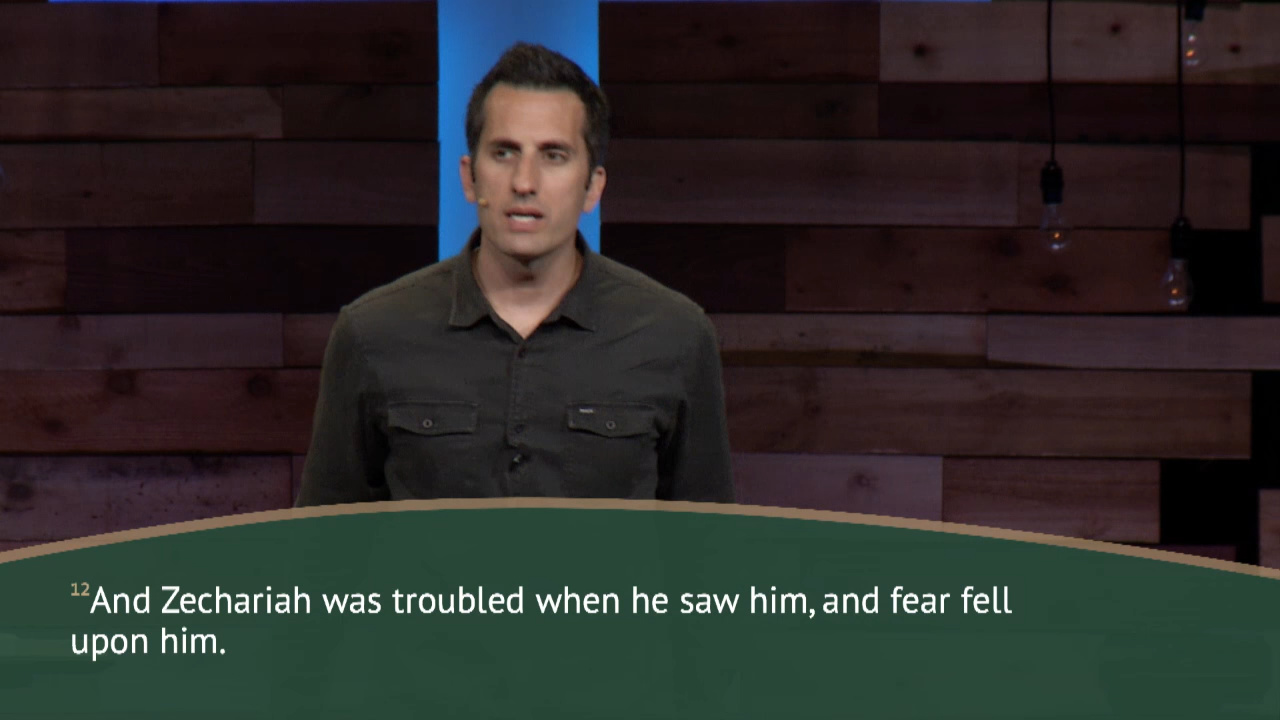 12And Zechariah was troubled when he saw him, and fear fell
upon him.